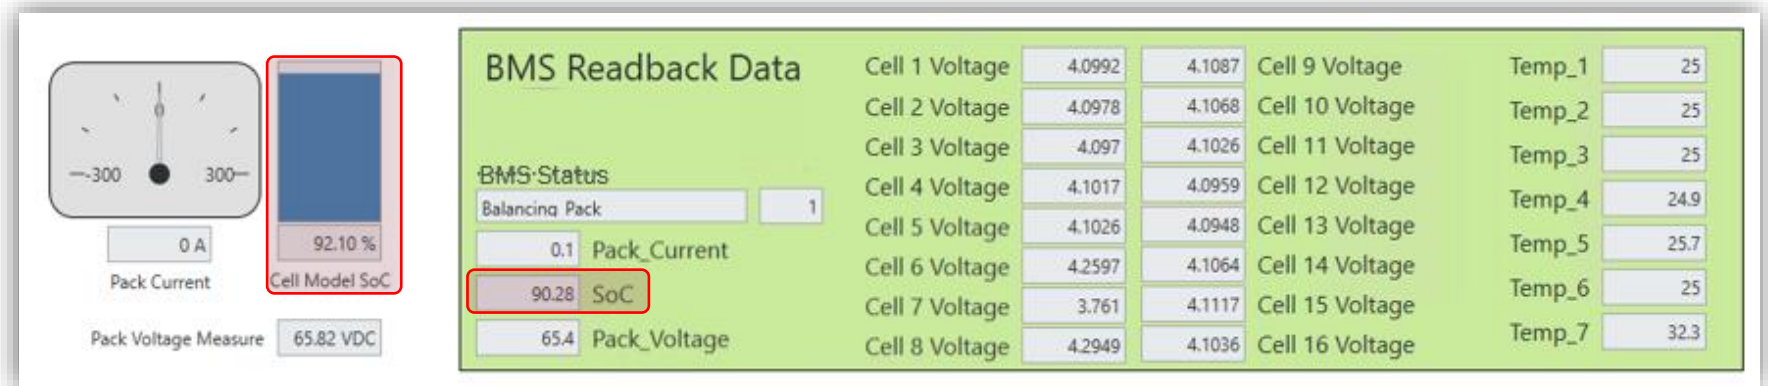 0
-300
300
0 A
Pack Current
92.10 %
Cell Model SoC
Pack Voltage Measure 65.82 VDC
BMS Readback Data
BMS Status
Balancing Pack 1
0.1 Pack_Current
90.28 SoC
65.4 Pack_Voltage
Cell 1 Voltage 4.0992 4.1087 Cell 9 Voltage
Cell 2 Voltage 4.0978 4.1068 Cell 10 Voltage
Cell 3 Voltage 4.097 4.1026 Cell 11 Voltage
Cell 4 Voltage 4.1017 4.0959 Cell 12 Voltage
Cell 5 Voltage 4.1026 4.0948 Cell 13 Voltage
Cell 6 Voltage 4.2597 4.1064 Cell 14 Voltage
Cell 7 Voltage 3.761 4.1117 Cell 15 Voltage
Cell 8 Voltage 4.2949 4.1036 Cell 16 Voltage
Temp_1 25
Temp_2 25
Temp_3 25
Temp_4 24.9
Temp_5 25.7
Temp_6 25
Temp_7 32.3